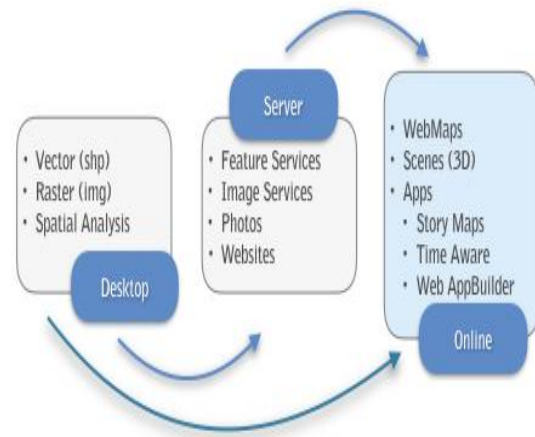 • Vector (shp)
• Raster (img)
• Spatial Analysis
Desktop
Server
• Feature Services
• Image Services
• Photos
• Websites
• WebMaps
• Scenes (3D)
• Apps
• Story Maps
• Time Aware
• Web AppBuilder
Online